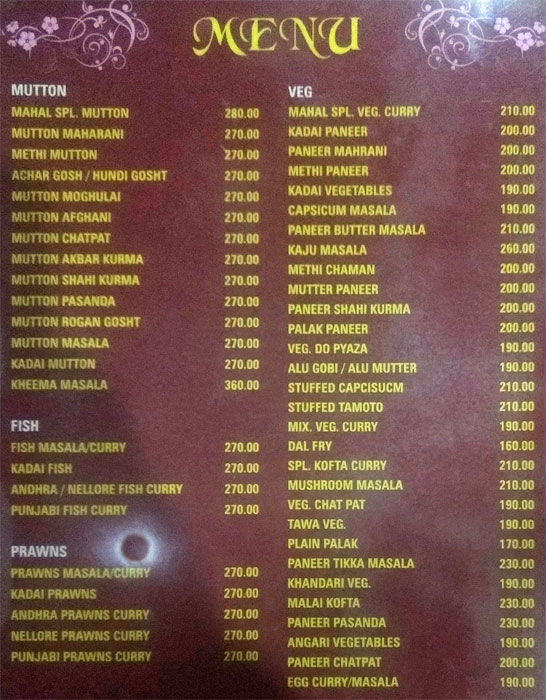 MENU
MUTTON
MAHAL SPL. MUTTON 280.00
MUTTON MAHARANI 270.00
METHI MUTTON 270.00
ACHAR GOSH / HUNDI GOSHT 270.00
MUTTON MOGHULAI 270.00
MUTTON AFGHANI 270.00
MUTTON CHATPAT 270.00
MUTTON AKBAR KURMA 270.00
MUTTON SHAHI KURMA 270.00
MUTTON PASANDA 270.00
MUTTON ROGAN GOSHT 270.00
MUTTON MASALA 270.00
KADAI MUTTON 270.00
KHEEMA MASALA 360.00
FISH
FISH MASALA/CURRY 270.00
KADAI FISH 270.00
ANDHRA / NELLORE FISH CURRY 270.00
PUNJABI FISH CURRY 270.00
PRAWNS
PRAWNS MASALA/CURRY 270.00
KADAI PRAWNS 270.00
ANDHRA PRAWNS CURRY 270.00
NELLORE PRAWNS CURRY 270.00
PUNJABI PRAWNS CURRY 270.00
VEG
MAHAL SPL. VEG. CURRY 210.00
KADAI PANEER 200.00
PANEER MAHRANI 200.00
METHI PANEER 200.00
KADAI VEGETABLES 190.00
CAPSICUM MASALA 190.00
PANEER BUTTER MASALA 210.00
KAJU MASALA 260.00
METHI CHAMAN 200.00
MUTTER PANEER 200.00
PANEER SHAHI KURMA 200.00
PALAK PANEER 200.00
VEG. DO PYAZA 190.00
ALU GOBI / ALU MUTTER 190.00
STUFFED CAPCISUCM 210.00
STUFFED TAMOTO 210.00
MIX. VEG. CURRY 190.00
DAL FRY 160.00
SPL. KOFTA CURRY 210.00
MUSHROOM MASALA 210.00
VEG. CHAT PAT 190.00
TAWA VEG. 190.00
PLAIN PALAK 170.00
PANEER TIKKA MASALA 230.00
KHANDARI VEG. 190.00
MALAI KOFTA 230.00
PANEER PASANDA 230.00
ANGARI VEGETABLES 190.00
PANEER CHATPAT 200.00
EGG CURRY/MASALA 190.00